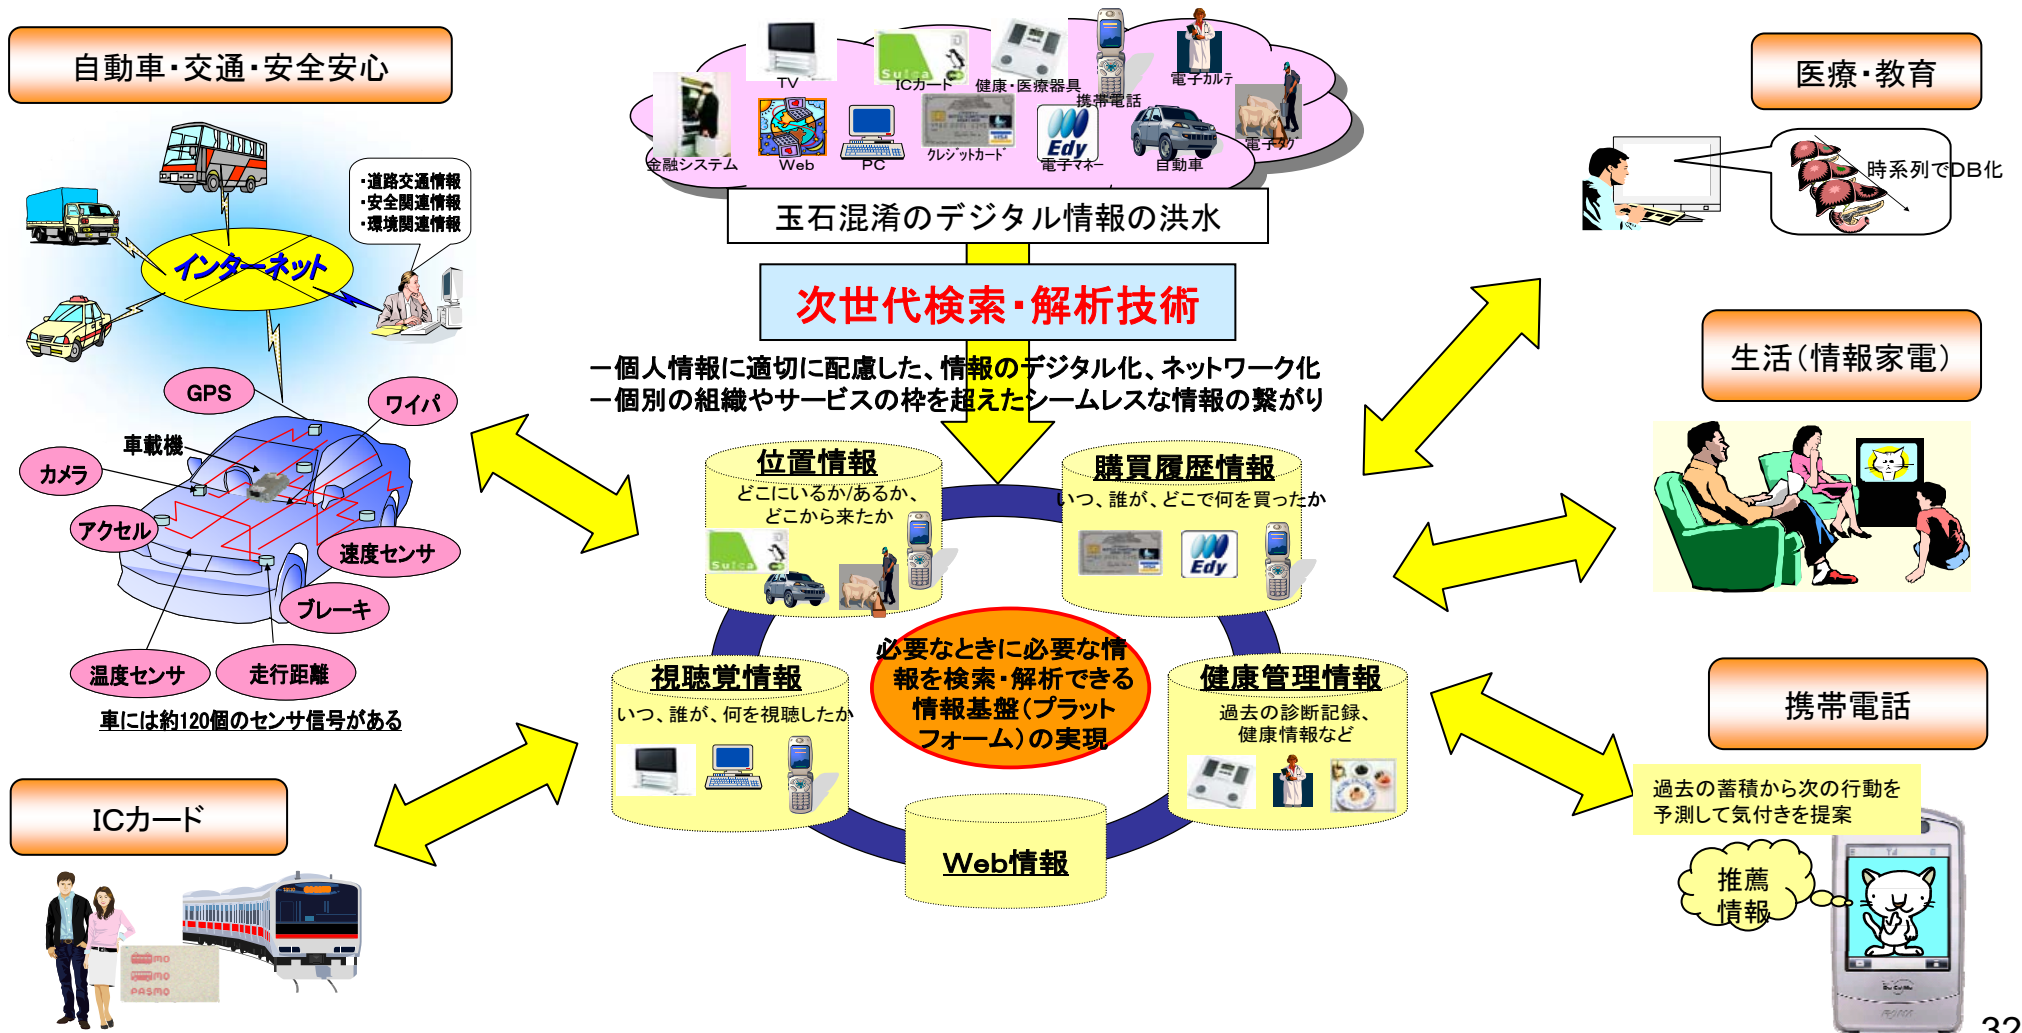 自動車・交通・安全安心
・道路交通情報
・安全関連情報
・環境関連情報
インターネット
GPS
ワイパ
車載機
カメラ
アクセル
速度センサ
ブレーキ
温度センサ
走行距離
車には約120個のセンサ信号がある
ICカード
PASMO
TV
Suica
ICカード
健康・医療器具
携帯電話
電子カルテ
金融システム
Web
PC
クレジットカード
VISA
Edy
電子マネー
自動車
電子タグ
玉石混淆のデジタル情報の洪水
次世代検索・解析技術
－個人情報に適切に配慮した、情報のデジタル化、ネットワーク化
－個別の組織やサービスの枠を超えたシームレスな情報の繋がり
位置情報
どこにいるか/あるか、
どこから来たか
Suica
購買履歴情報
いつ、誰が、どこで何を買ったか
Edy
必要なときに必要な情
報を検索・解析できる
情報基盤（プラット
フォーム）の実現
視聴覚情報
いつ、誰が、何を視聴したか
健康管理情報
過去の診断記録、
健康情報など
Web情報
医療・教育
時系列でDB化
生活（情報家電）
携帯電話
過去の蓄積から次の行動を
予測して気付きを提案
推薦
情報
32